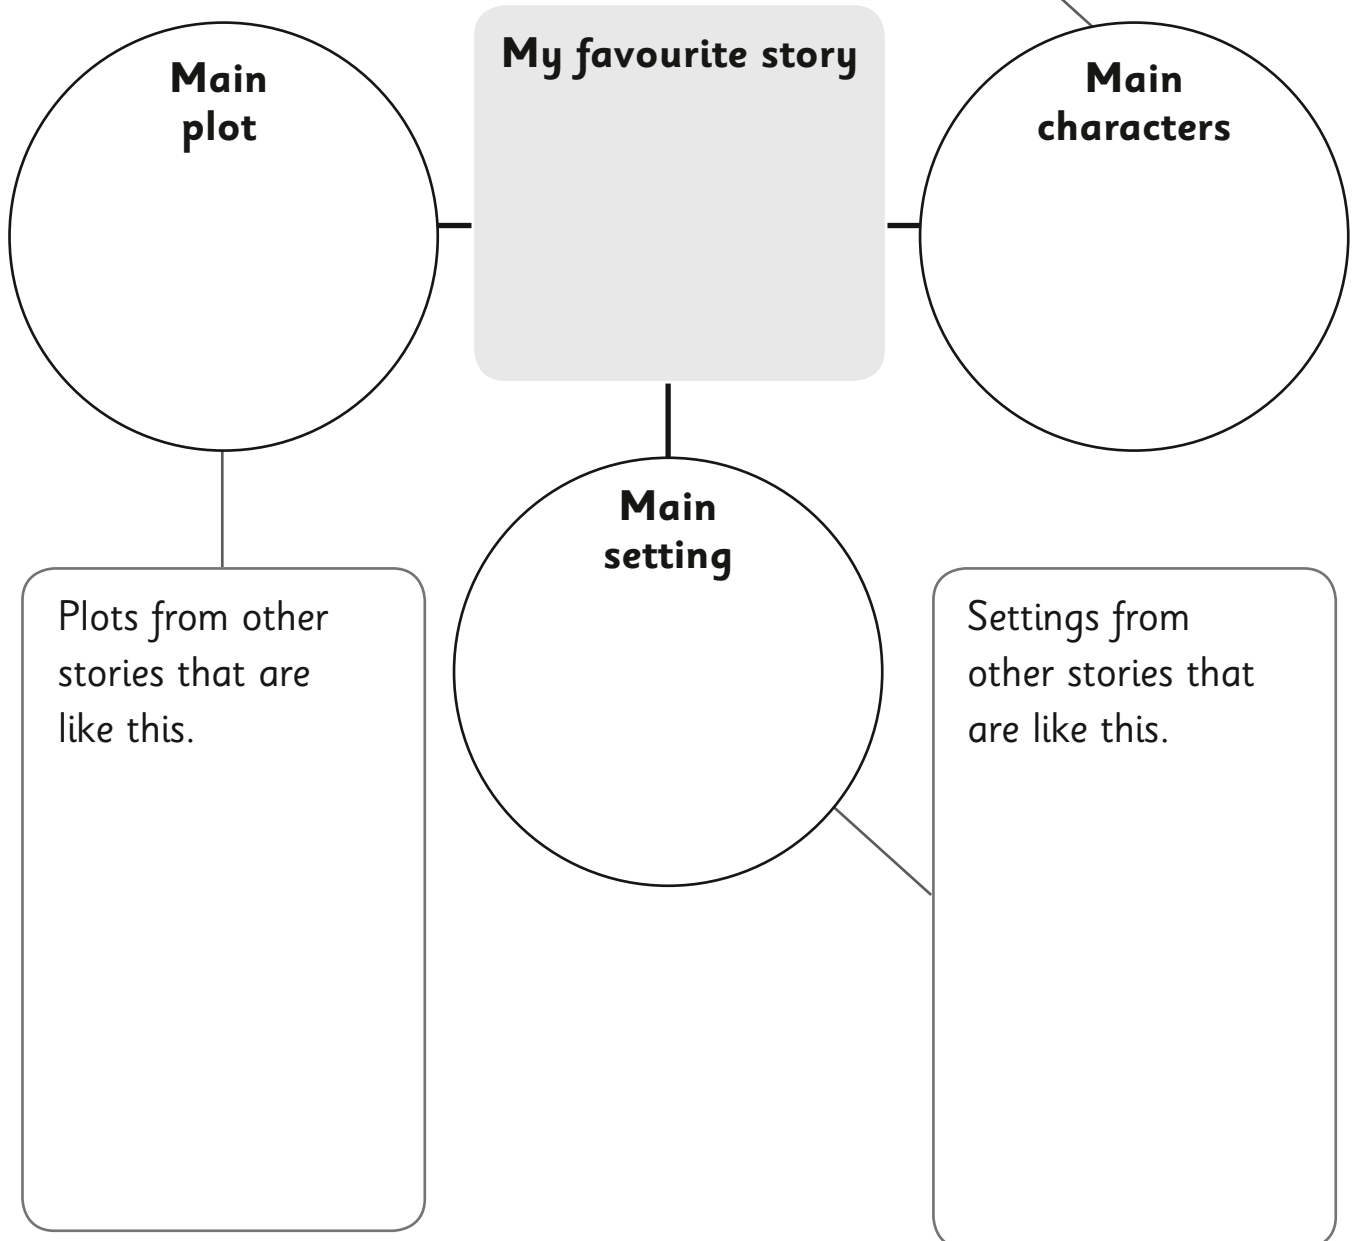 My favourite story
Main
plot
Main
characters
Main
setting
Plots from other
stories that are
like this.
Settings from
other stories that
are like this.